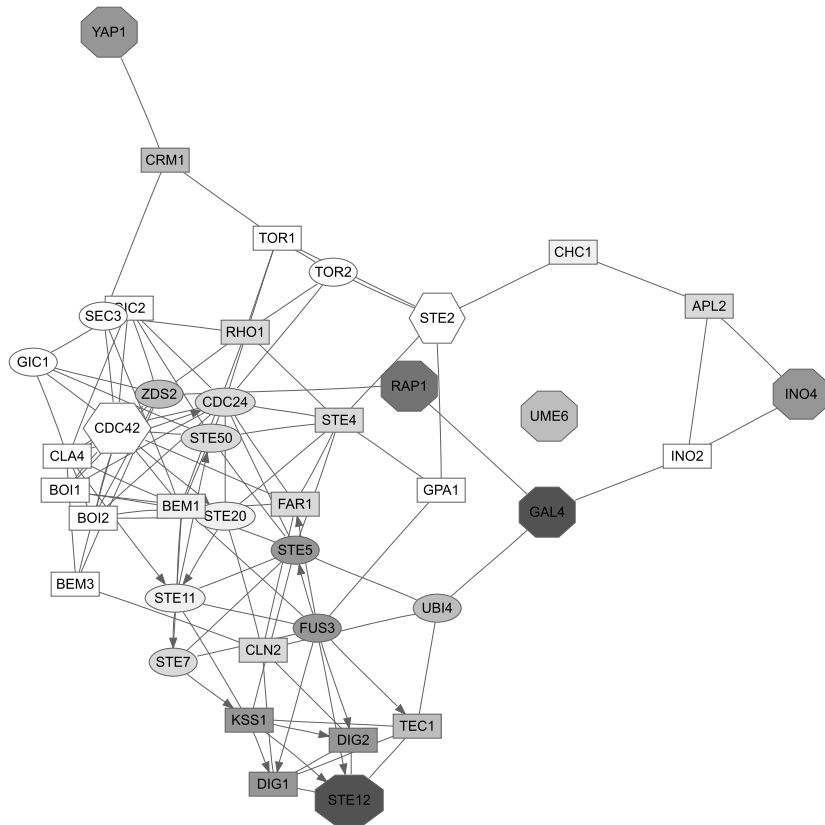 YAP1
CRM1
TOR1
CHC1
TOR2
APL2
SEC3
GIC2
STE2
RHO1
GIC1
RAP1
INO4
ZDS2
CDC24
UME6
STE4
CDC42
STE50
CLA4
INO2
BOI1
GPA1
BEM1
FAR1
GAL4
BOI2
STE20
STE5
BEM3
STE11
UBI4
FUS3
CLN2
STE7
KSS1
TEC1
DIG2
DIG1
STE12